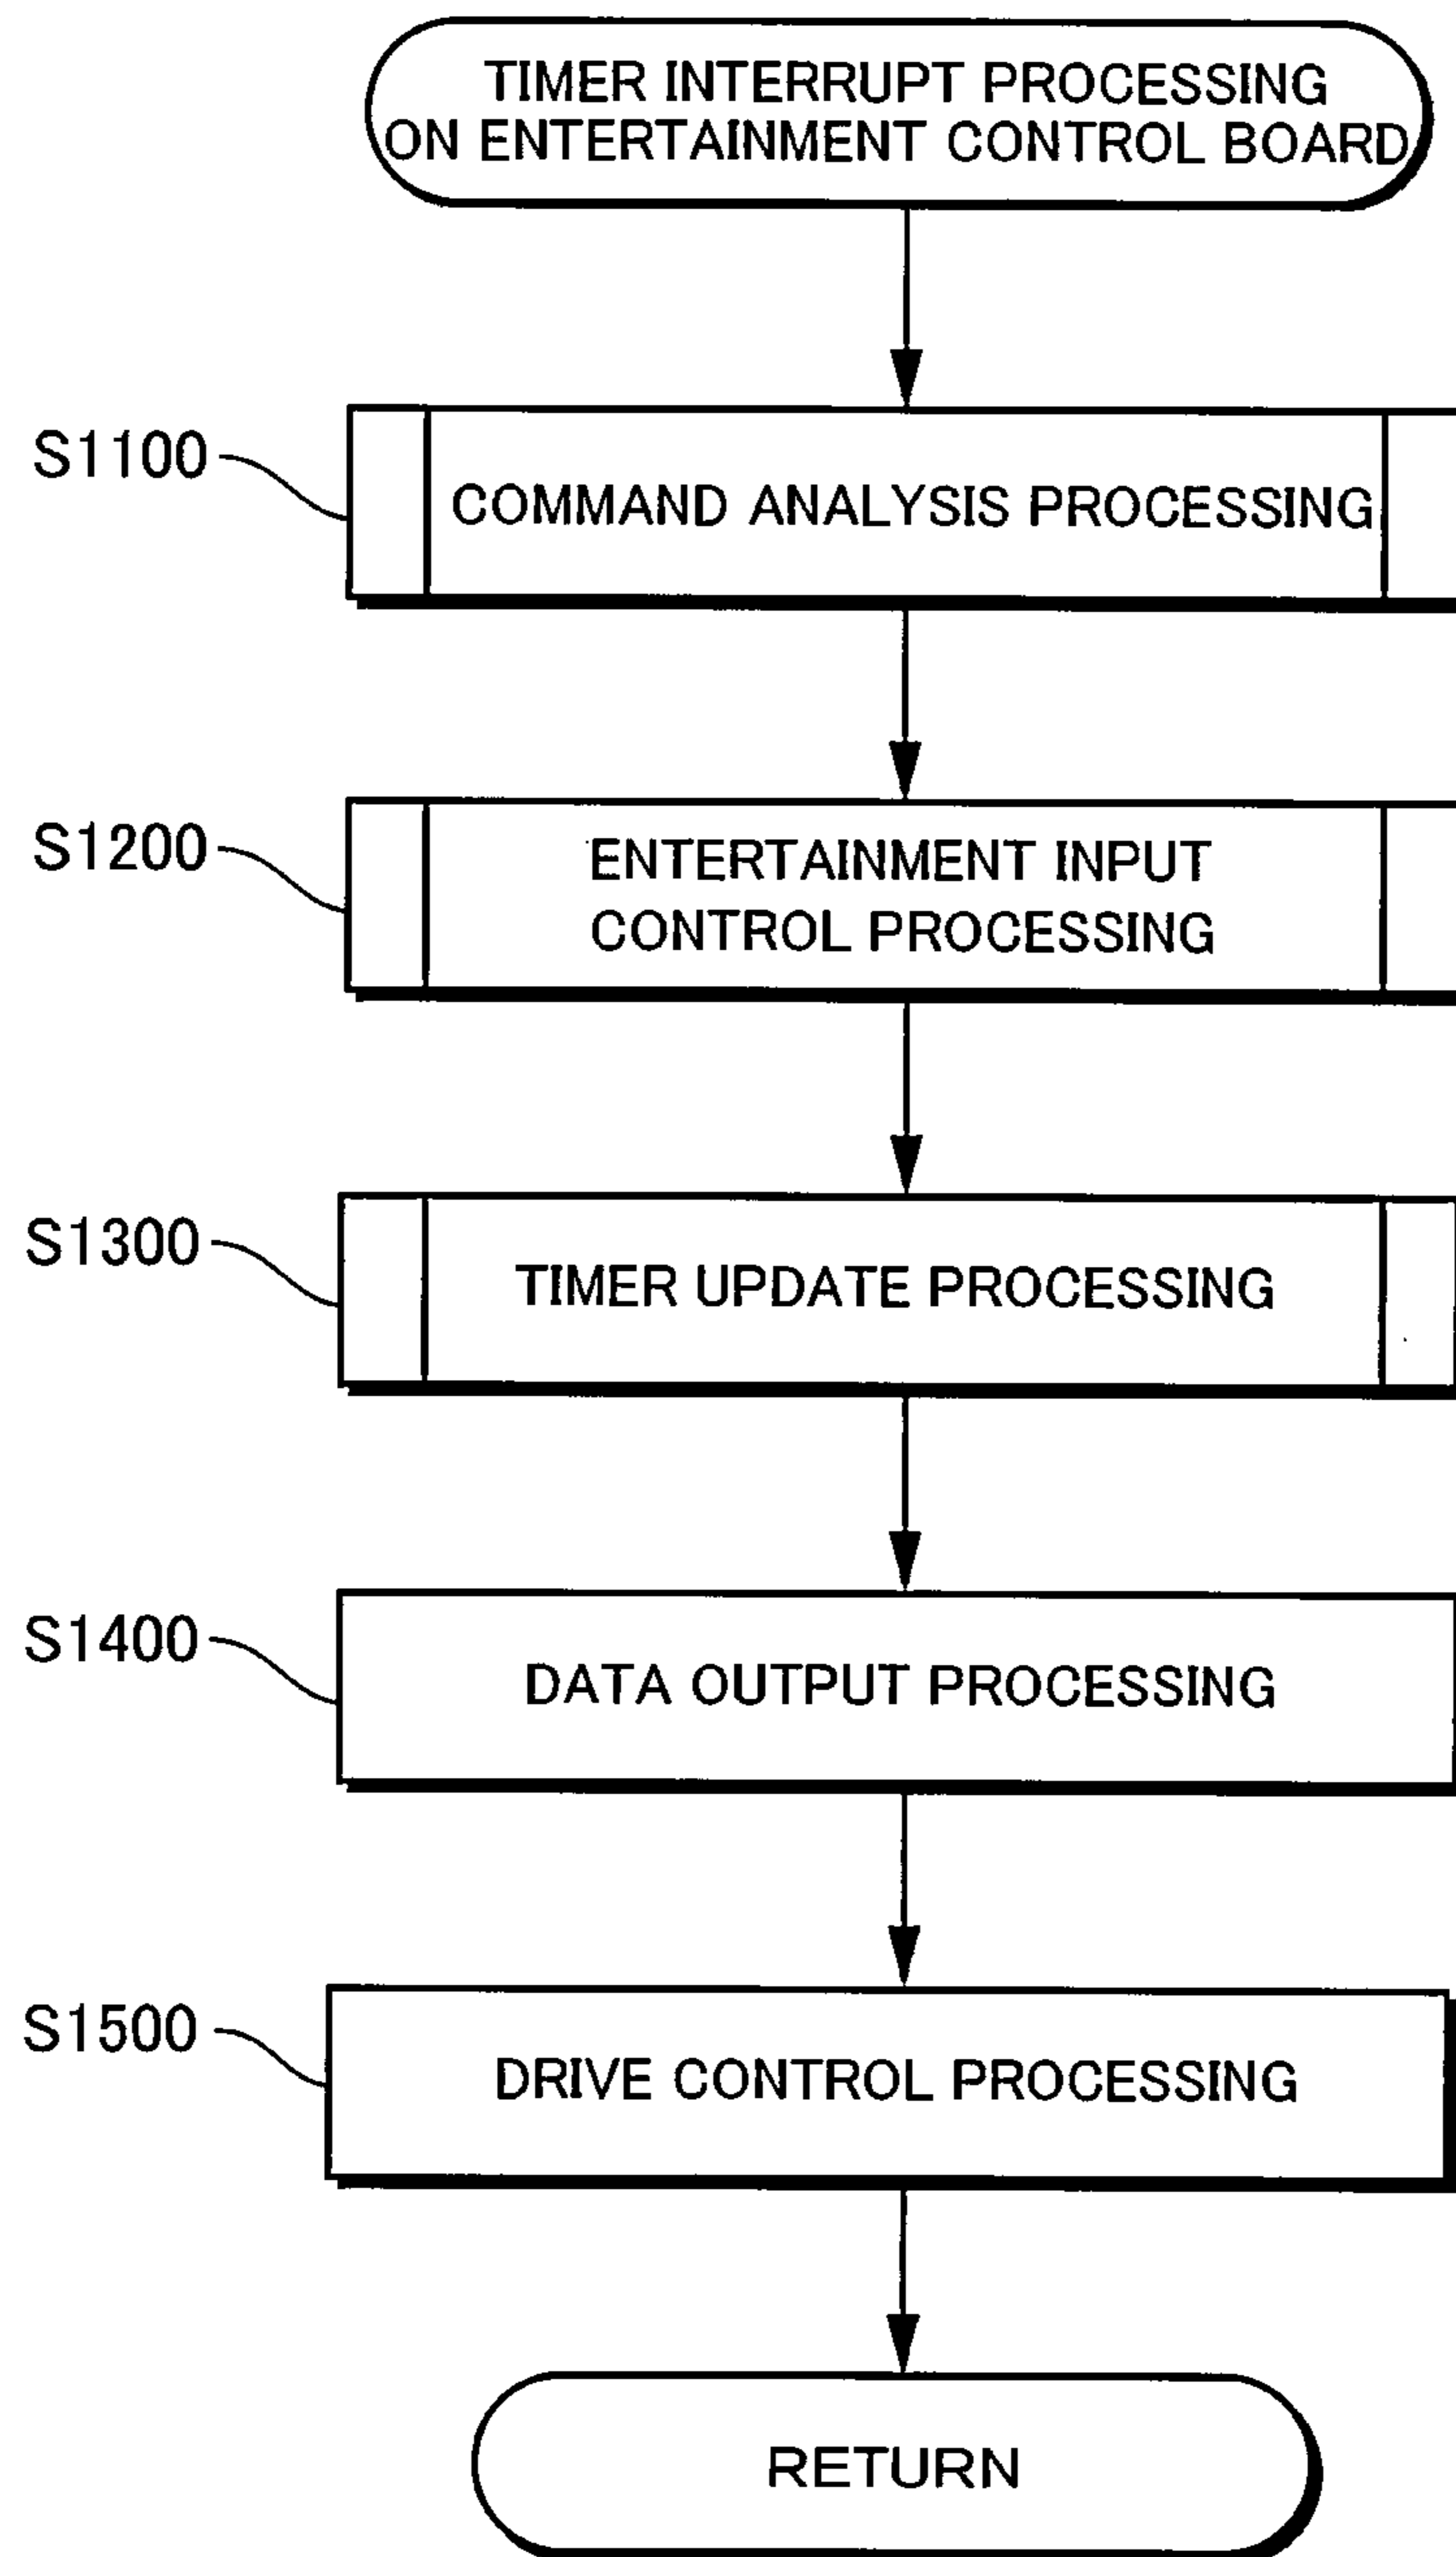 TIMER INTERRUPT PROCESSING
ON ENTERTAINMENT CONTROL BOARD
S1100
COMMAND ANALYSIS PROCESSING
S1200
ENTERTAINMENT INPUT
CONTROL PROCESSING
S1300
TIMER UPDATE PROCESSING
S1400
DATA OUTPUT PROCESSING
S1500
DRIVE CONTROL PROCESSING
RETURN